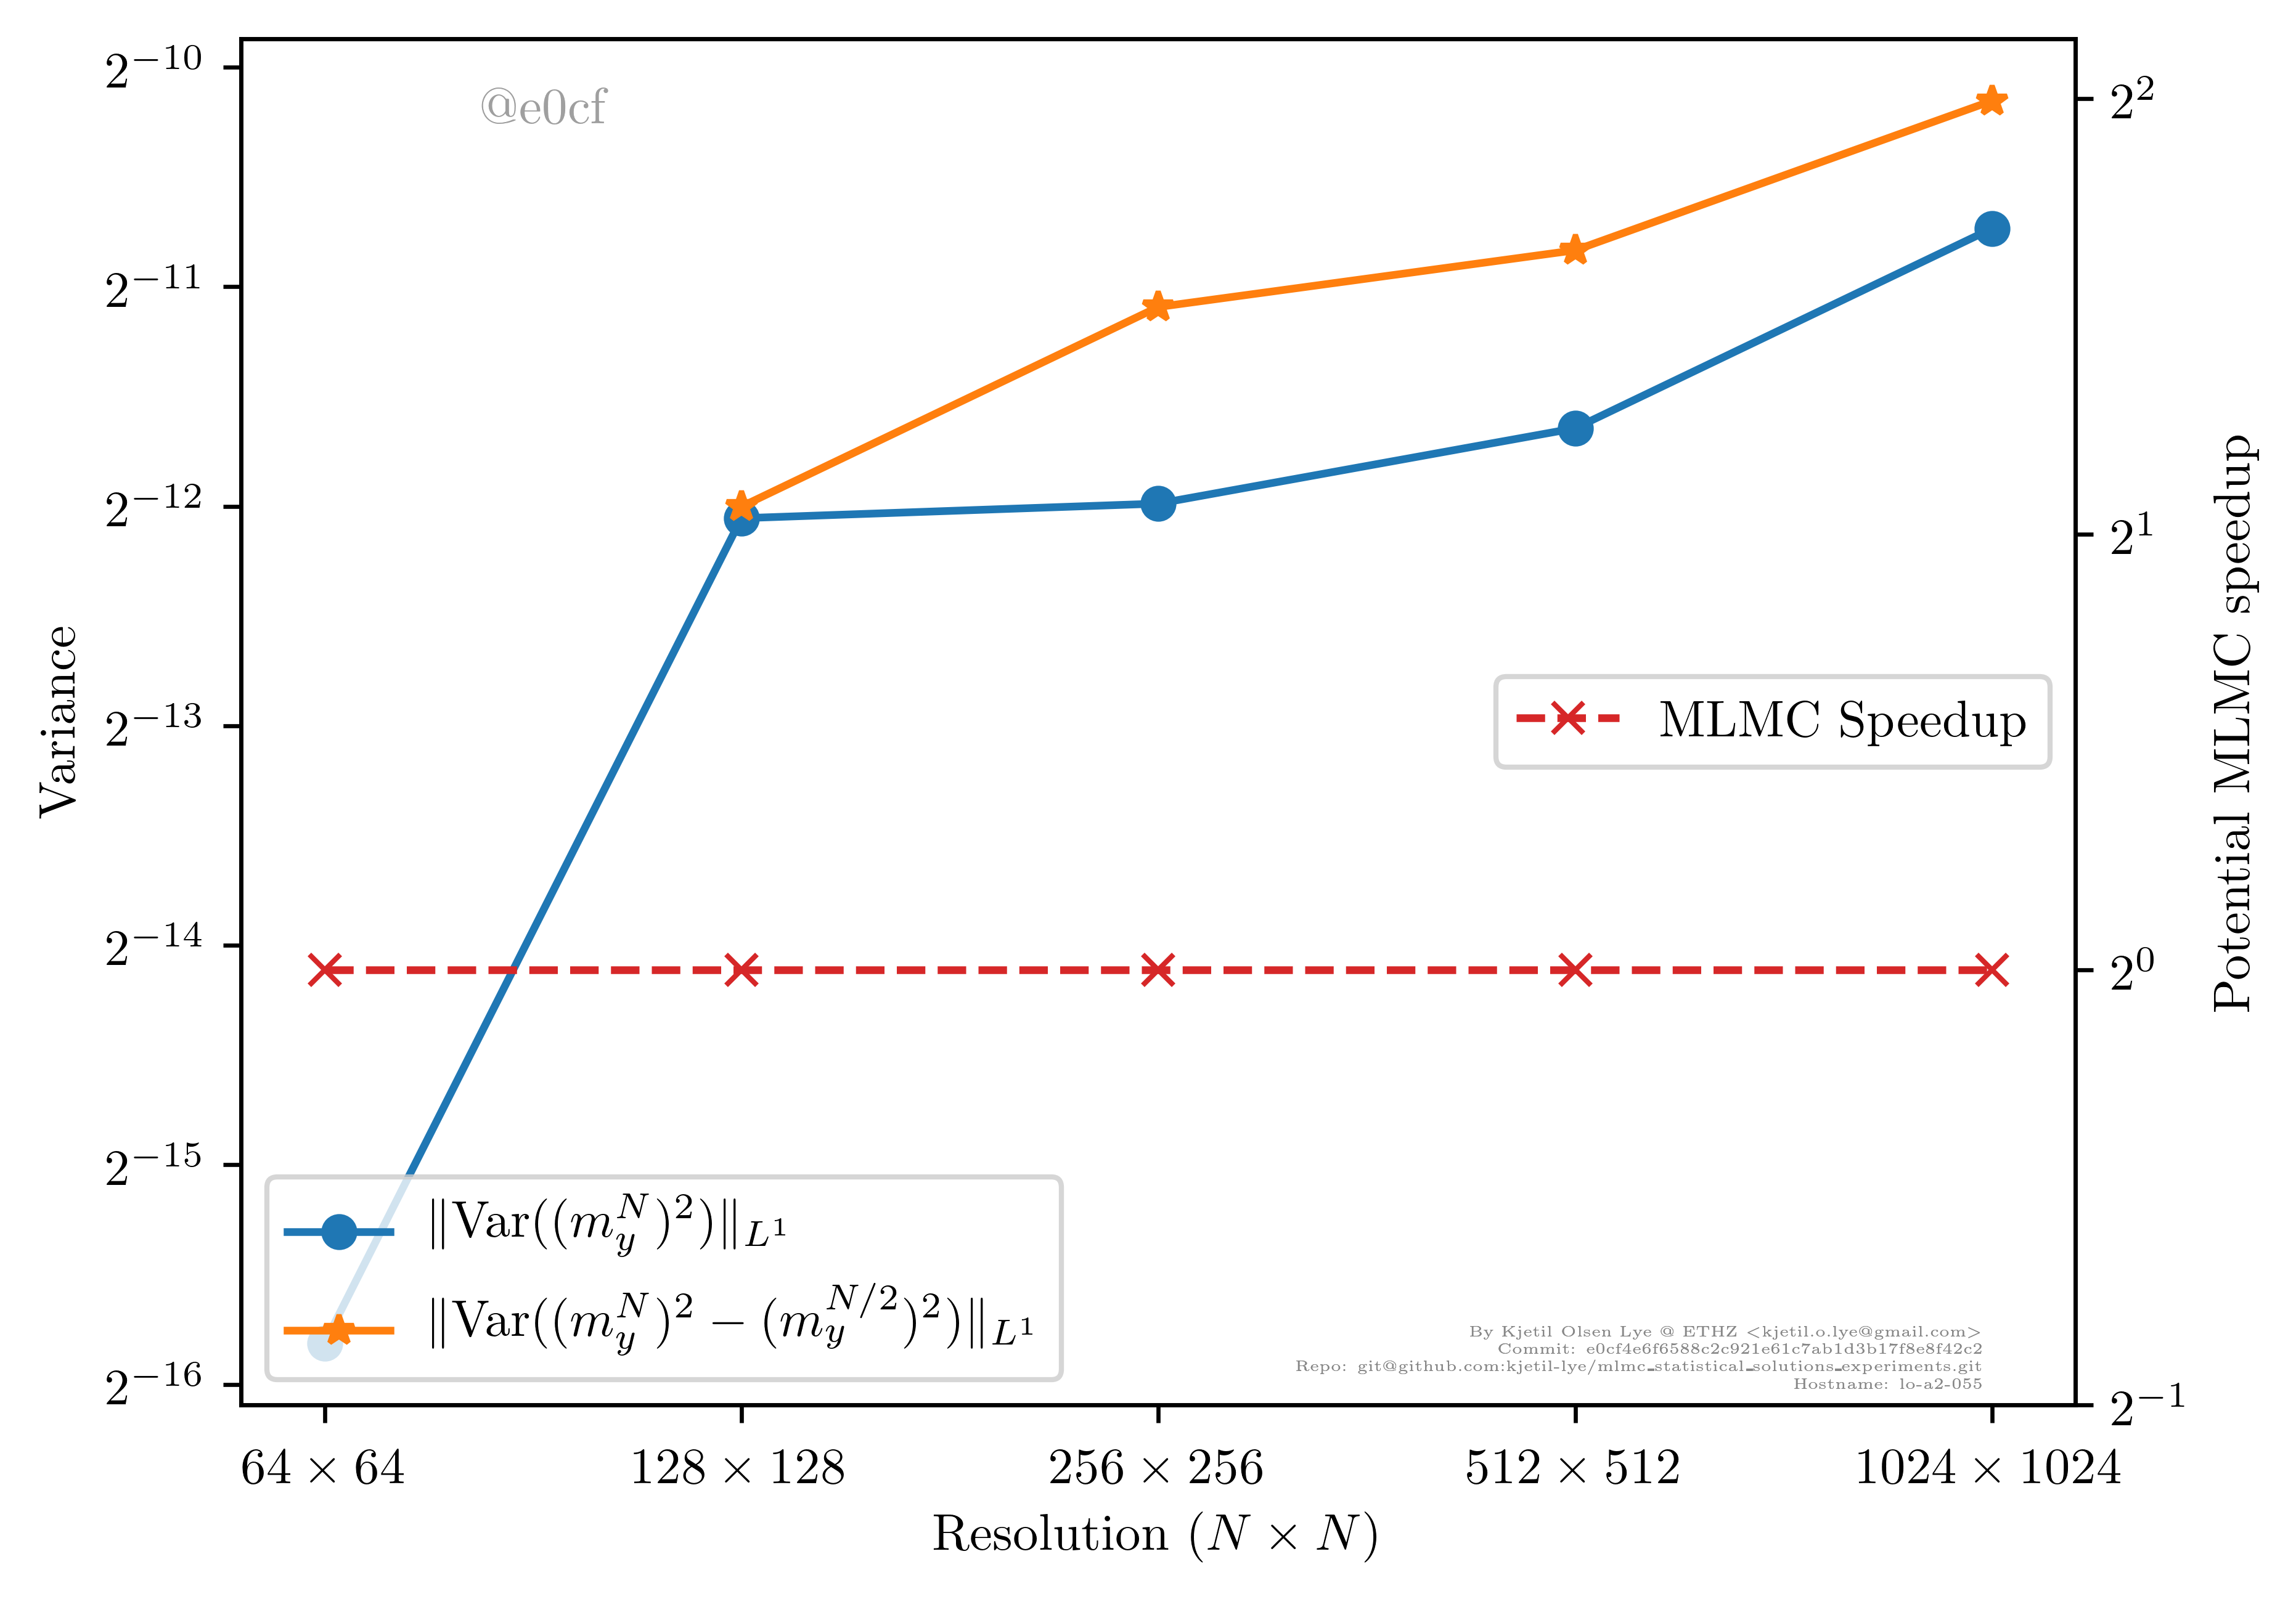 @e0cf
2^{-10}
2^{-11}
2^{-12}
2^{-13}
2^{-14}
2^{-15}
2^{-16}
Variance
2^2
2^1
2^0
2^{-1}
Potential MLMC speedup
MLMC Speedup
‖Var((m_y^N)^2)‖_{L^1}
‖Var((m_y^N)^2 − (m_y^{N/2})^2)‖_{L^1}
By Kjetil Olsen Lye @ ETHZ <kjetil.o.lye@gmail.com>
Commit: e0cf4e6f6588c2c921e61c7ab1d3b17f8e8f42c2
Repo: git@github.com:kjetil-lye/mlmc_statistical_solutions_experiments.git
Hostname: lo-a2-055
64 × 64 128 × 128 256 × 256 512 × 512 1024 × 1024
Resolution (N × N)